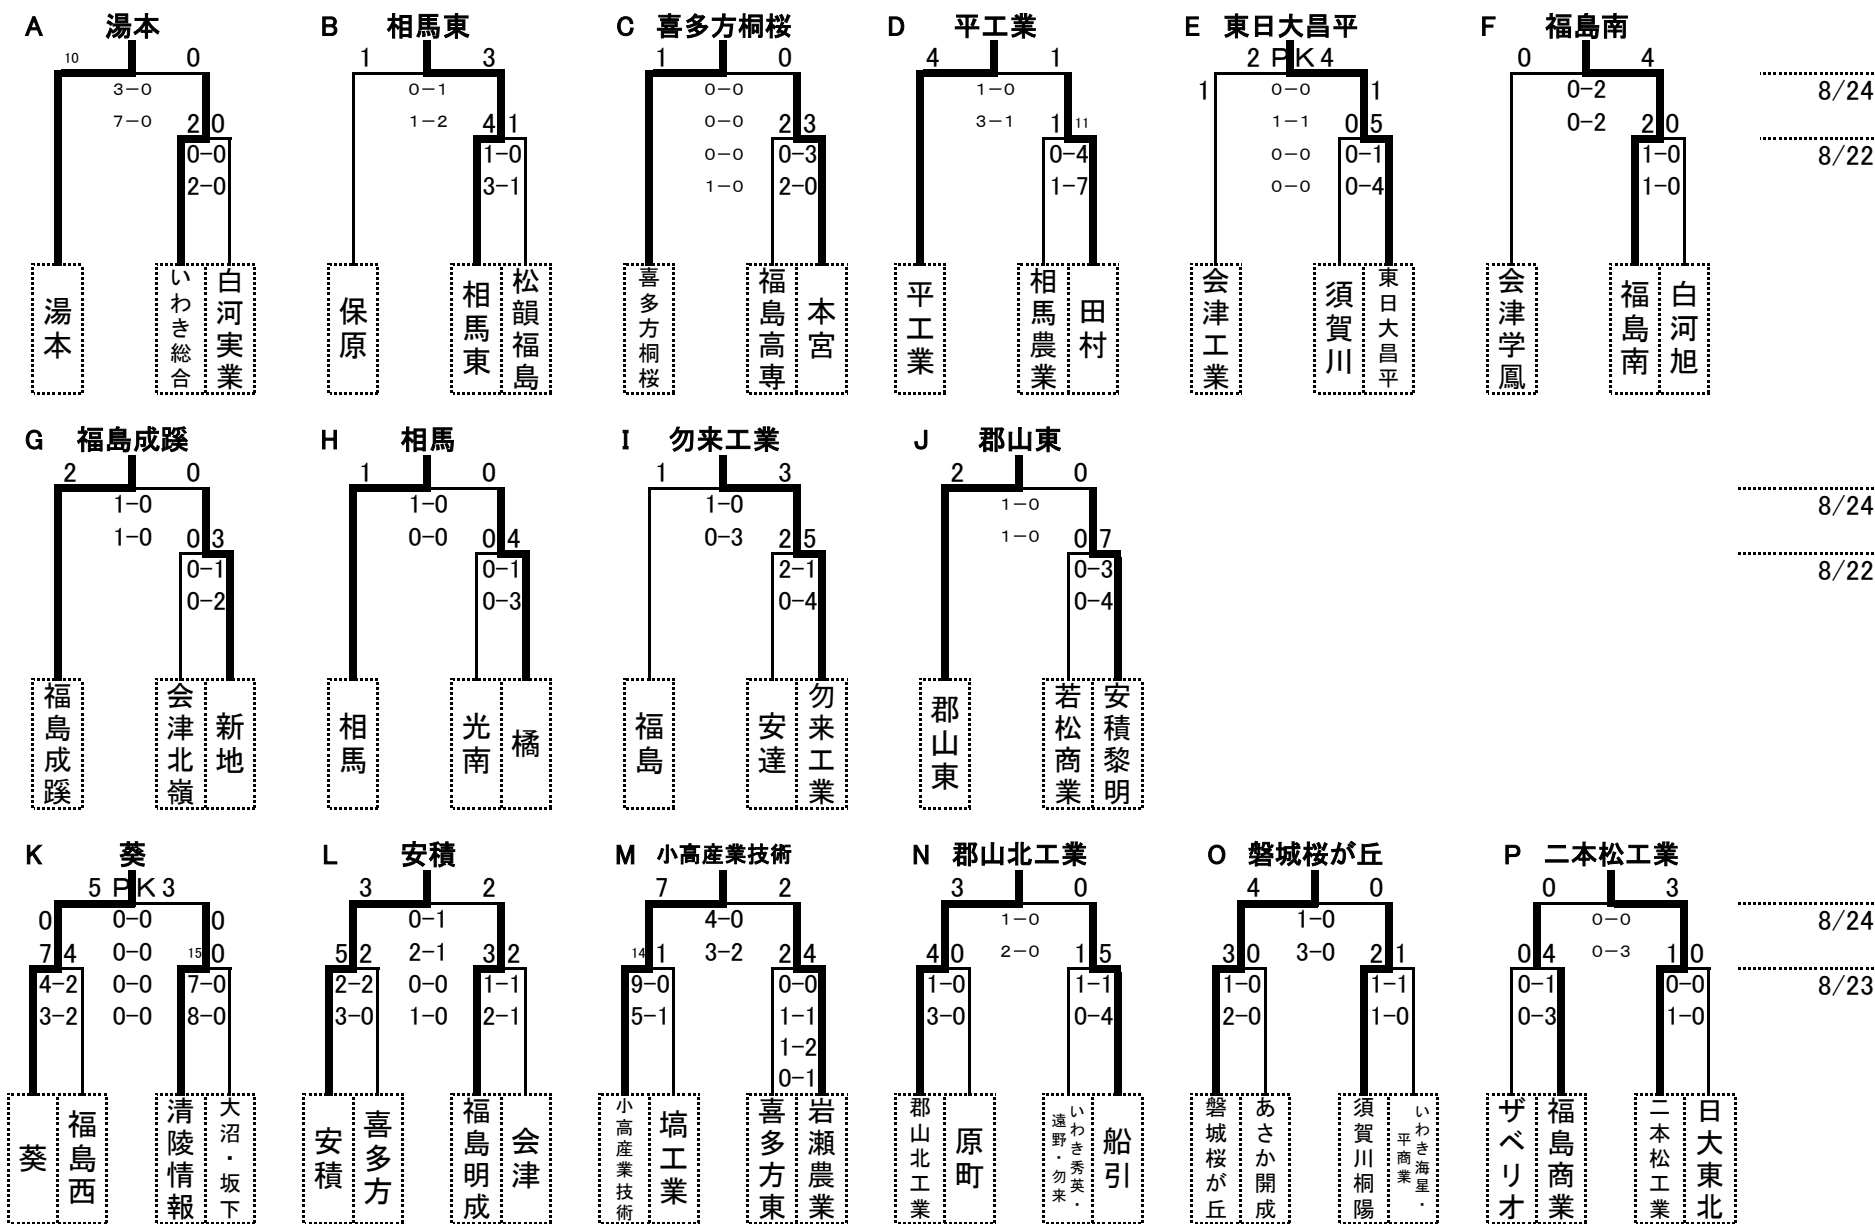 A 湯本
B 相馬東
C 喜多方桐桜
D 平工業
E 東日大昌平
F 福島南
10 0
1 3
1 0
4 1
2 PK 4
0 4
8/24
3-0
0-1
0-0
1-0
1 0-0 1
0-2
7-0
1-2
0-0
3-1
1-1
0-2
2 0
4 1
2 3
1 11
0 5
2 0
8/22
0-0
1-0
0-0
0-3
0-4
0-0
0-1
1-0
2-0
3-1
1-0
2-0
1-7
0-0
0-4
1-0
湯本
いわき総合
白河実業
保原
相馬東
松韻福島
喜多方桐桜
福島高専
本宮
平工業
相馬農業
田村
会津工業
須賀川
東日大昌平
会津学鳳
福島南
白河旭
G 福島成蹊
H 相馬
I 勿来工業
J 郡山東
2 0
1 0
1 3
2 0
8/24
1-0
1-0
1-0
1-0
1-0
0-0
0-3
1-0
0 3
0 4
2 5
0 7
8/22
0-1
0-1
2-1
0-3
0-2
0-3
0-4
0-4
福島成蹊
会津北嶺
新地
相馬
光南
橘
福島
安達
勿来工業
郡山東
若松商業
安積黎明
K 葵
L 安積
M 小高産業技術
N 郡山北工業
O 磐城桜が丘
P 二本松工業
5 PK 3
3 2
7 2
3 0
4 0
0 3
8/24
0 0-0 0
0-1
4-0
1-0
1-0
0-0
0-0
2-1
3-2
2-0
3-0
0-3
7 4
15 0
5 2
3 2
14 1
2 4
4 0
1 5
3 0
2 1
0 4
1 0
8/23
4-2
0-0
7-0
2-2
0-0
1-1
9-0
0-0
1-0
1-1
1-0
1-1
0-1
0-0
3-2
0-0
8-0
3-0
1-0
2-1
5-1
1-1
3-0
0-4
2-0
1-0
0-3
1-0
1-2
0-1
葵
福島西
清陵情報
大沼・坂下
安積
喜多方
福島明成
会津
小高産業技術
塙工業
喜多方東
岩瀬農業
郡山北工業
原町
いわき秀英・
遠野・勿来
船引
磐城桜が丘
あさか開成
須賀川桐陽
いわき海星・
平商業
ザベリオ
福島商業
二本松工業
日大東北